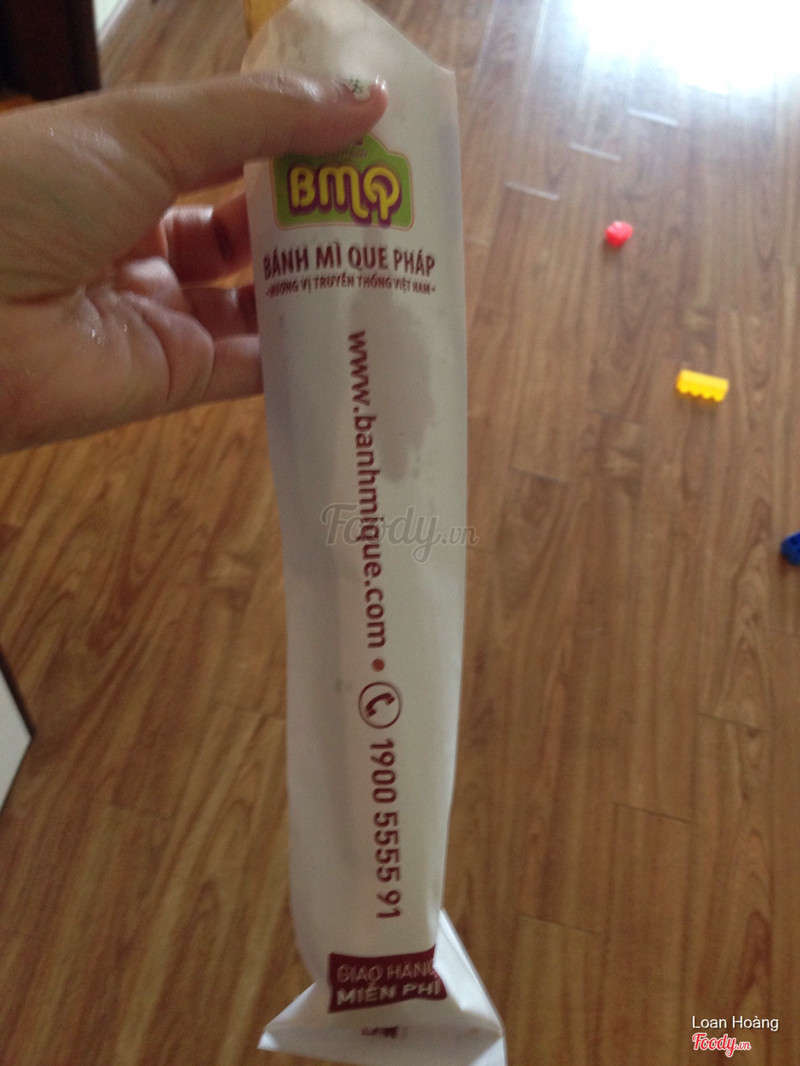 BMQ
BÁNH MÌ QUE PHÁP
HƯƠNG VỊ TRUYỀN THỐNG VIỆT NAM
www.banhmique.com • 1900 5555 91
Foody.vn
GIAO HÀNG
MIỄN PHÍ
Loan Hoàng
Foody.vn